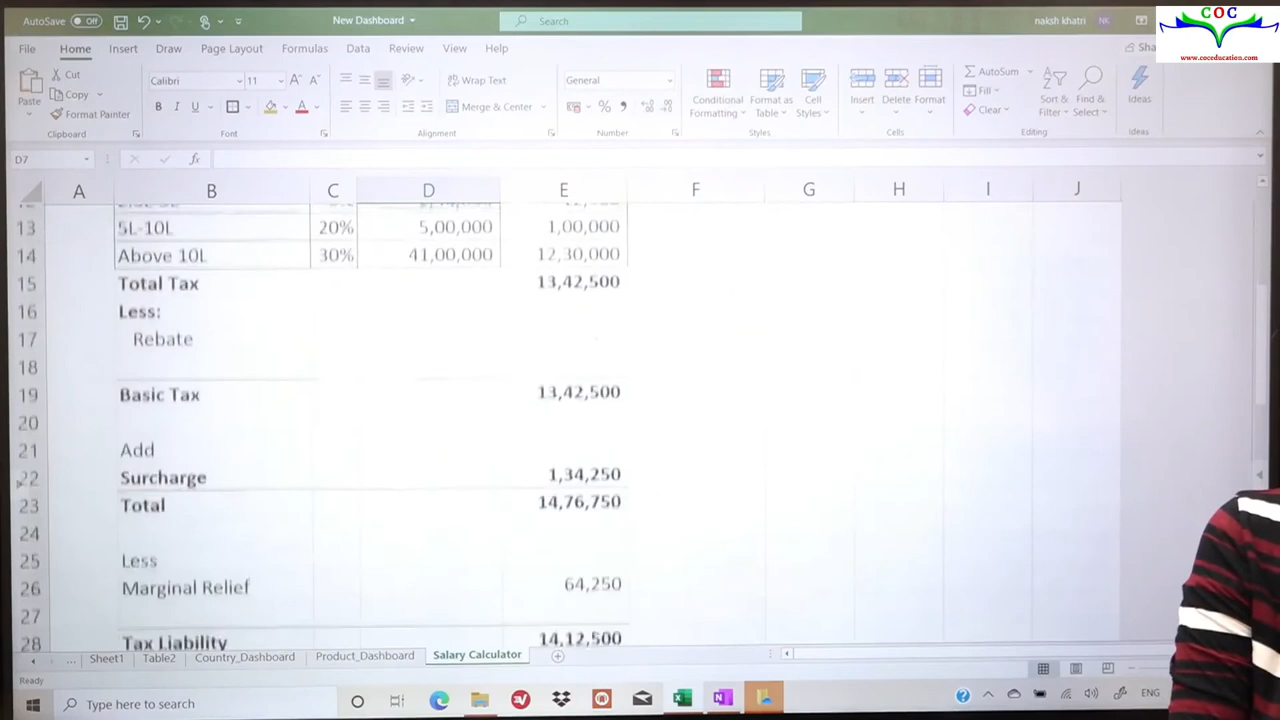 AutoSave Off New Dashboard Search naksh khatri NK
COC
www.coceducation.com
File Home Insert Draw Page Layout Formulas Data Review View Help Sha
Cut Calibri 11 Wrap Text General AutoSum
Copy Fill
Paste Format Painter B I U Merge & Center Conditional Formatting Format as Table Cell Styles Insert Delete Format Clear Sort & Filter Find & Select Ideas
Clipboard Font Alignment Number Styles Cells Editing Ideas
D7 fx
A B C D E F G H I J
13 5L-10L 20% 5,00,000 1,00,000
14 Above 10L 30% 41,00,000 12,30,000
15 Total Tax 13,42,500
16 Less:
17 Rebate
18
19 Basic Tax 13,42,500
20
21 Add
22 Surcharge 1,34,250
23 Total 14,76,750
24
25 Less
26 Marginal Relief 64,250
27
28 Tax Liability 14,12,500
... Sheet1 Table2 Country_Dashboard Product_Dashboard Salary Calculator
Ready
Type here to search ENG